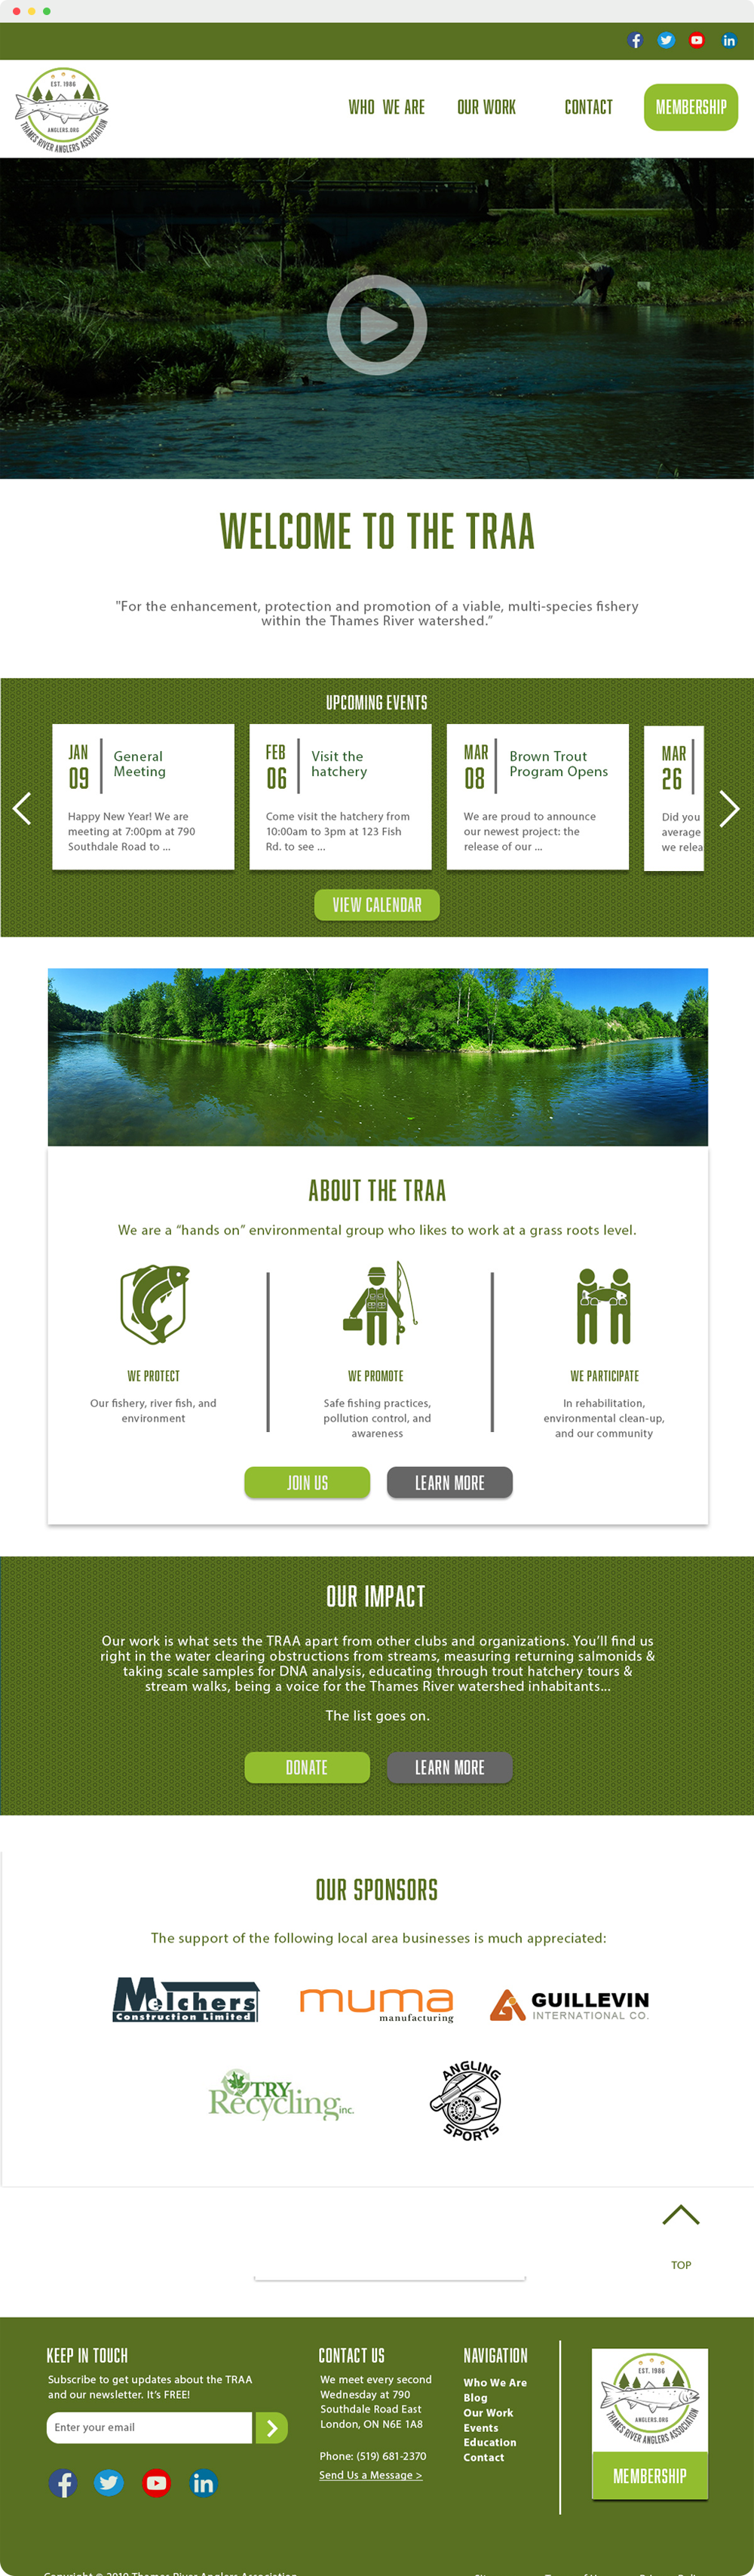 EST. 1986
ANGLERS.ORG
THAMES RIVER ANGLERS ASSOCIATION
WHO WE ARE
OUR WORK
CONTACT
MEMBERSHIP
WELCOME TO THE TRAA
"For the enhancement, protection and promotion of a viable, multi-species fishery
within the Thames River watershed."
UPCOMING EVENTS
JAN
09
General
Meeting
Happy New Year! We are
meeting at 7:00pm at 790
Southdale Road to ...
FEB
06
Visit the
hatchery
Come visit the hatchery from
10:00am to 3pm at 123 Fish
Rd. to see ...
MAR
08
Brown Trout
Program Opens
We are proud to announce
our newest project: the
release of our ...
MAR
26
Did you
average
we relea
VIEW CALENDAR
ABOUT THE TRAA
We are a “hands on” environmental group who likes to work at a grass roots level.
WE PROTECT
Our fishery, river fish, and
environment
WE PROMOTE
Safe fishing practices,
pollution control, and
awareness
WE PARTICIPATE
In rehabilitation,
environmental clean-up,
and our community
JOIN US
LEARN MORE
OUR IMPACT
Our work is what sets the TRAA apart from other clubs and organizations. You’ll find us
right in the water clearing obstructions from streams, measuring returning salmonids &
taking scale samples for DNA analysis, educating through trout hatchery tours &
stream walks, being a voice for the Thames River watershed inhabitants...
The list goes on.
DONATE
LEARN MORE
OUR SPONSORS
The support of the following local area businesses is much appreciated:
Melchers
Construction Limited
muma
manufacturing
GUILLEVIN
INTERNATIONAL CO.
TRY
Recycling inc.
ANGLING
SPORTS
TOP
KEEP IN TOUCH
Subscribe to get updates about the TRAA
and our newsletter. It’s FREE!
Enter your email
CONTACT US
We meet every second
Wednesday at 790
Southdale Road East
London, ON N6E 1A8
Phone: (519) 681-2370
Send Us a Message >
NAVIGATION
Who We Are
Blog
Our Work
Events
Education
Contact
EST. 1986
ANGLERS.ORG
THAMES RIVER ANGLERS ASSOCIATION
MEMBERSHIP
Copyright © 2019 Thames River Anglers Association